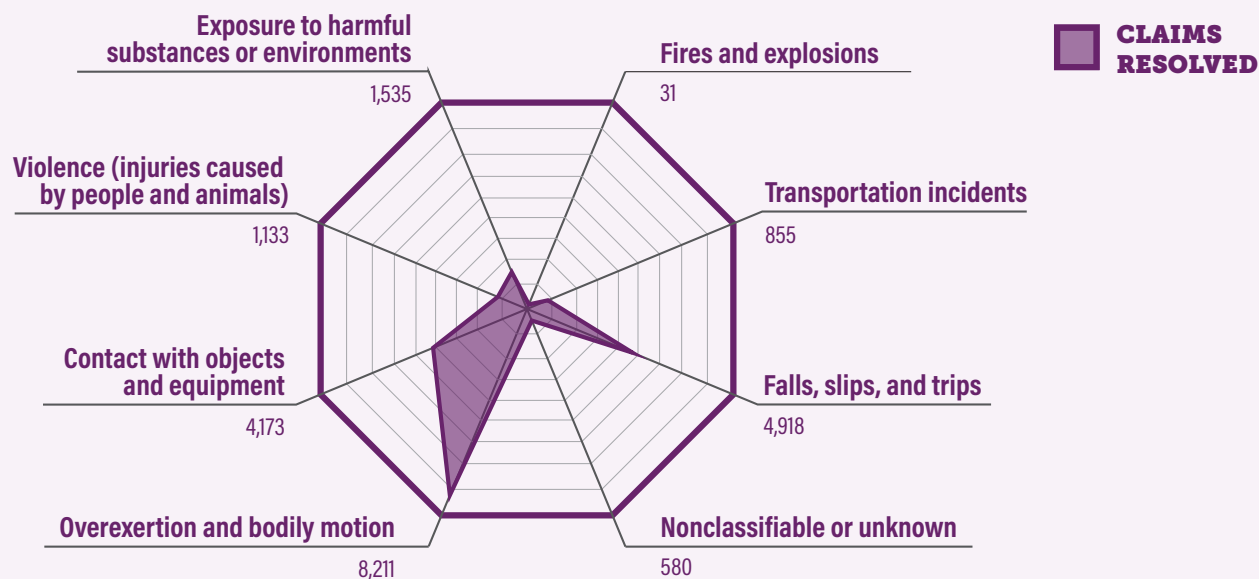 Exposure to harmful
substances or environments
1,535
Fires and explosions
31
CLAIMS
RESOLVED
Violence (injuries caused
by people and animals)
1,133
Transportation incidents
855
Contact with objects
and equipment
4,173
Falls, slips, and trips
4,918
Overexertion and bodily motion
8,211
Nonclassifiable or unknown
580